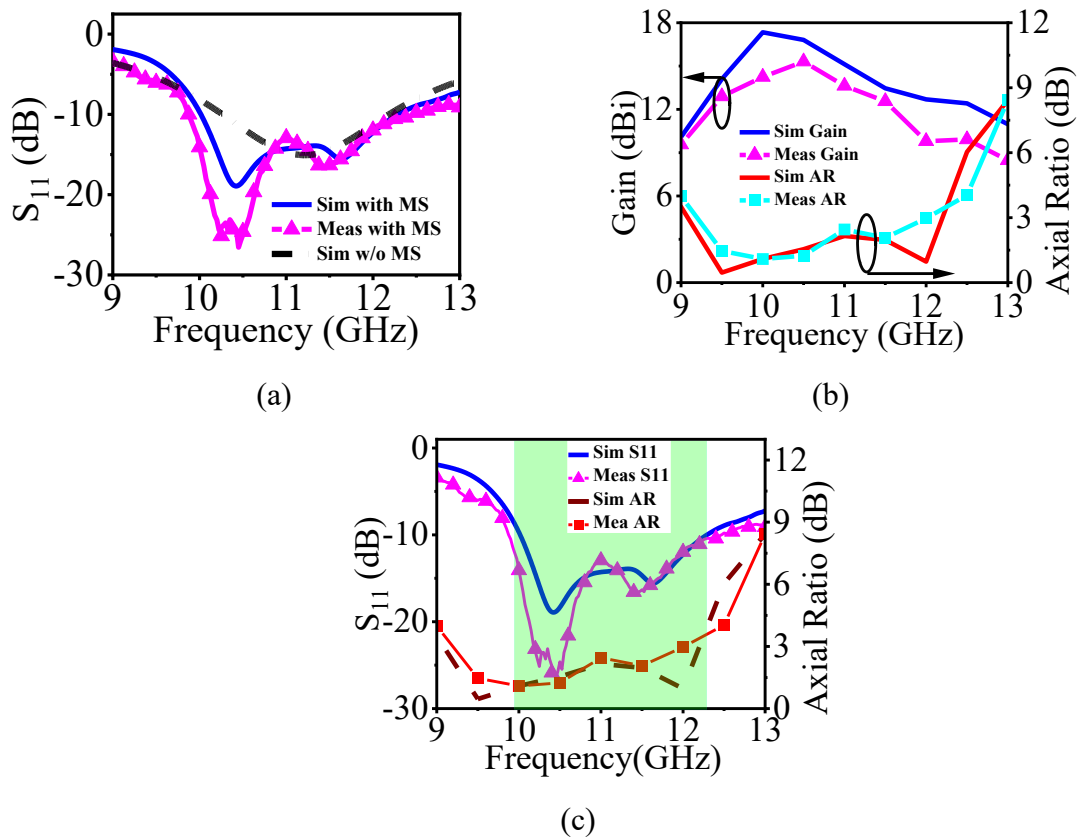 0
-10
-20
-30
S11 (dB)
Sim with MS
Meas with MS
Sim w/o MS
9 10 11 12 13
Frequency (GHz)
(a)
18
12
6
0
Gain (dBi)
Sim Gain
Meas Gain
Sim AR
Meas AR
12
9
6
3
0
Axial Ratio (dB)
9 10 11 12 13
Frequency (GHz)
(b)
0
-10
-20
-30
S11 (dB)
Sim S11
Meas S11
Sim AR
Mea AR
12
9
6
3
0
Axial Ratio (dB)
9 10 11 12 13
Frequency(GHz)
(c)